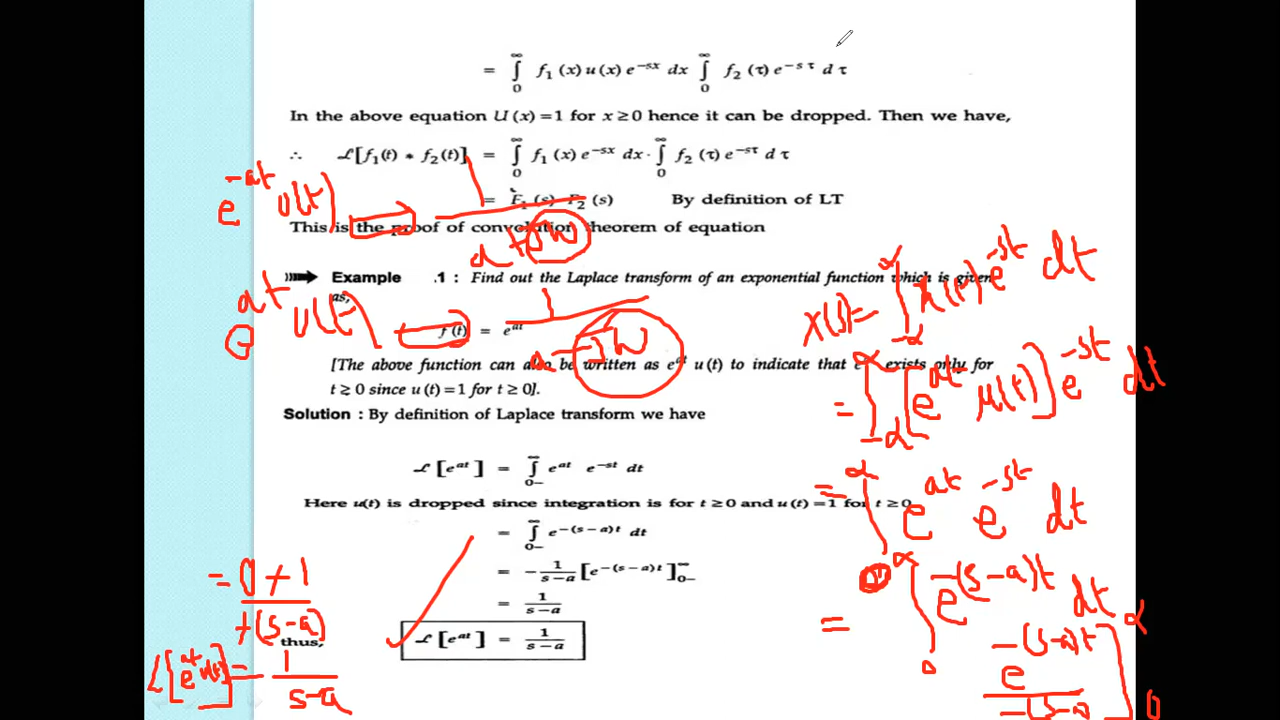 = ∞∫0 f₁(x) u(x) e^−sx dx ∞∫0 f₂(τ) e^−sτ dτ
In the above equation U(x) = 1 for x ≥ 0 hence it can be dropped. Then we have,
∴ ℒ[f₁(t) * f₂(t)] = ∞∫0 f₁(x) e^−sx dx · ∞∫0 f₂(τ) e^−sτ dτ
= F₁(s) F₂(s) By definition of LT
This is the proof of convolution theorem of equation
Example .1 : Find out the Laplace transform of an exponential function which is given
as,
f(t) = e^at
[The above function can also be written as e^at u(t) to indicate that e exists only for
t ≥ 0 since u(t) = 1 for t ≥ 0].
Solution : By definition of Laplace transform we have
ℒ[e^at] = ∞∫0− e^at e^−st dt
Here u(t) is dropped since integration is for t ≥ 0 and u(t) = 1 for t ≥ 0
= ∞∫0− e^−(s−a)t dt
= − 1/(s−a) [e^−(s−a)t]∞0−
= 1/(s−a)
thus,
ℒ[e^at] = 1/(s−a)
e^−at u(t)
1/(a+jω)
e^at u(t)
1/(a−jω)
X(s) = ∞∫−∞ x(t) e^−st dt
= ∞∫−∞ [e^at u(t)] e^−st dt
= ∞∫0 e^at e^−st dt
= ∞∫0 e^−(s−a)t dt
e^−(s−a)t / −(s−a) ]∞0
= 0+1 / +(s−a)
L[e^at u(t)] = 1/(s−a)